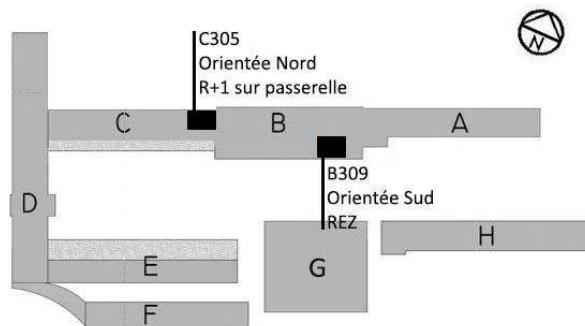 N
C305
Orientée Nord
R+1 sur passerelle
C
B
A
B309
Orientée Sud
REZ
D
H
G
E
F